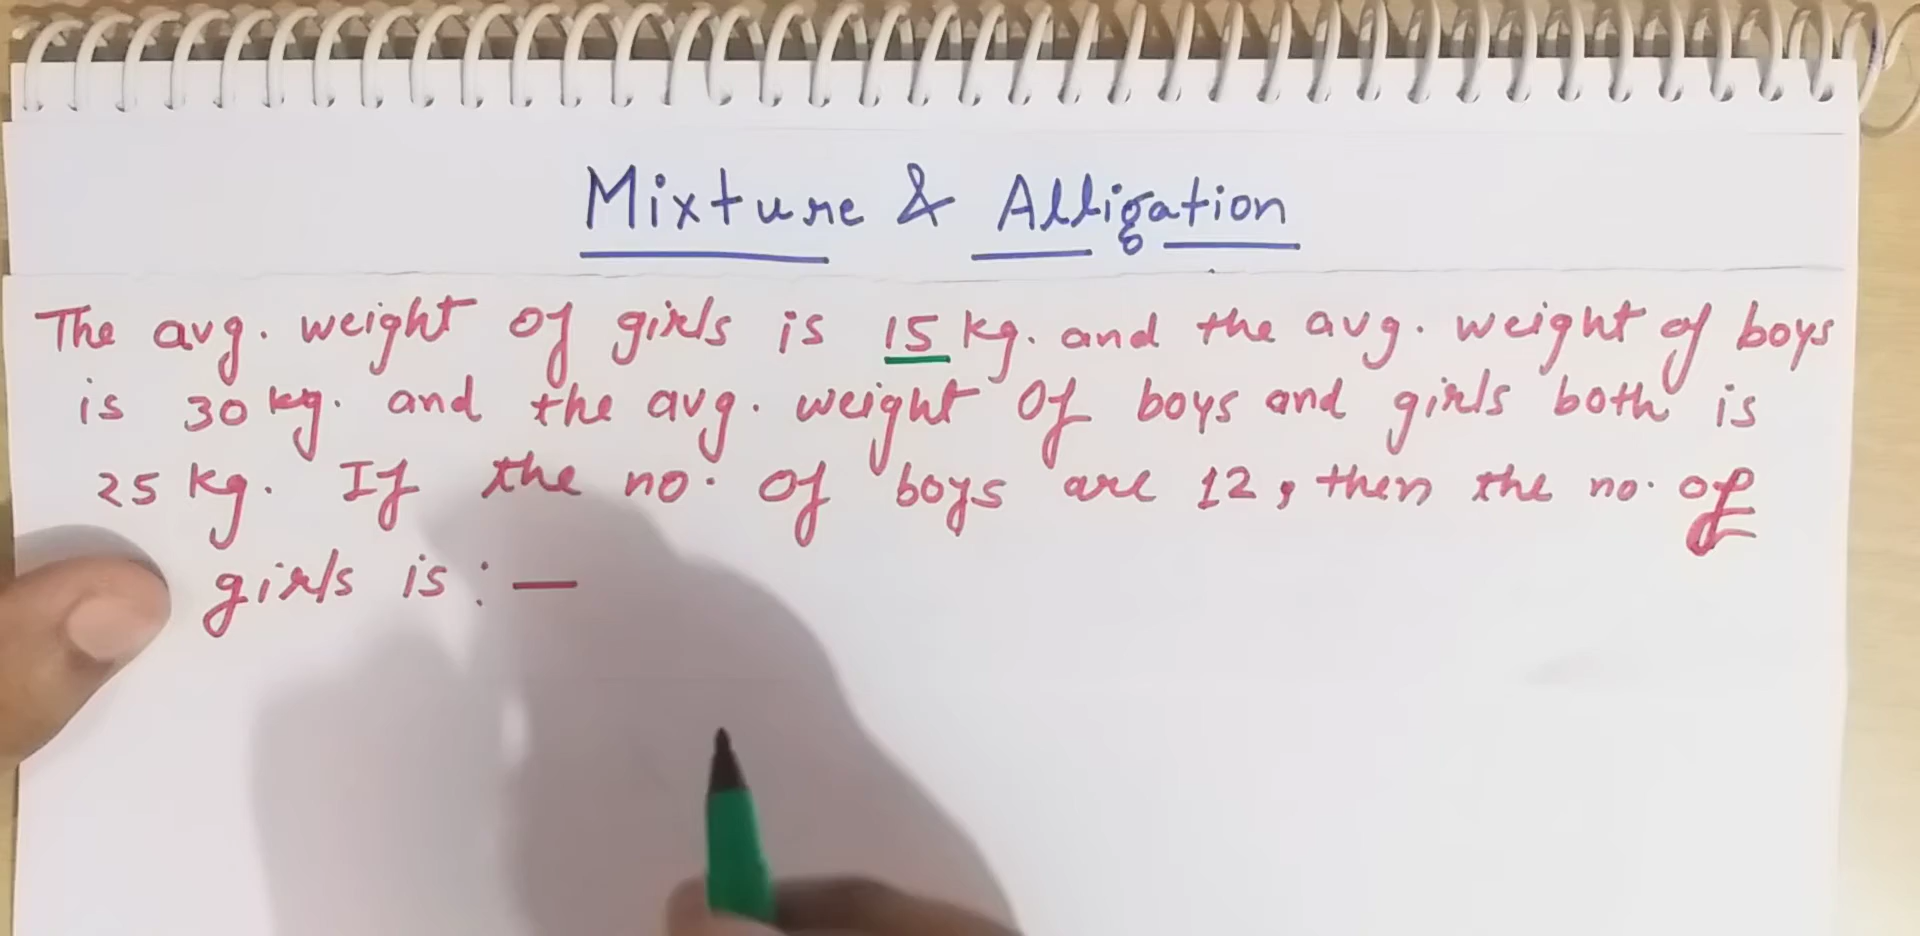 Mixture & Alligation
The avg. weight of girls is 15 kg. and the avg. weight of boys
is 30 kg. and the avg. weight of boys and girls both is
25 kg. If the no. of boys are 12, then the no. of
girls is : —